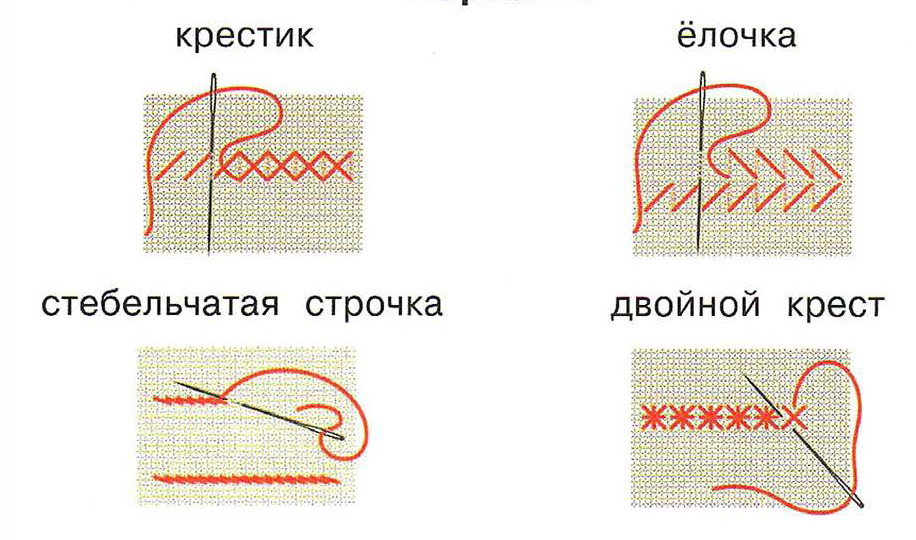 крестик
ёлочка
стебельчатая строчка
двойной крест